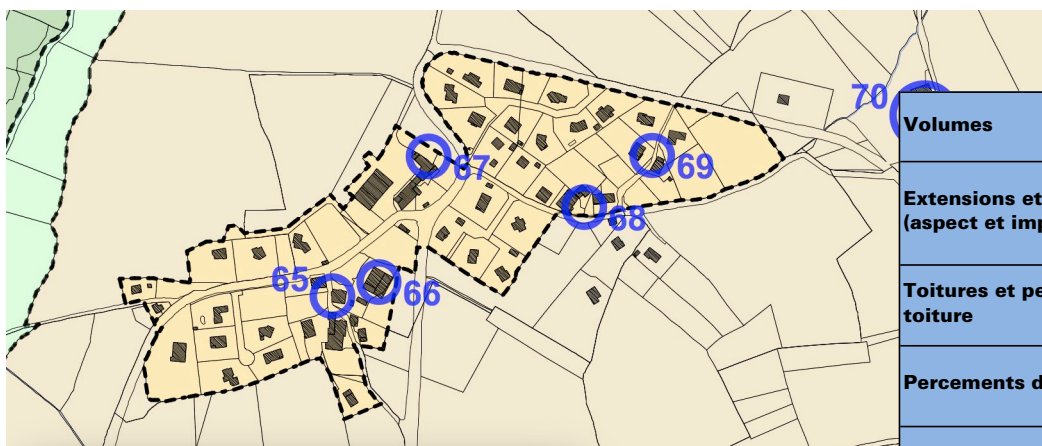 70
Volumes
67
69
68
Extensions et
(aspect et imp
65
66
Toitures et pe
toiture
Percements d